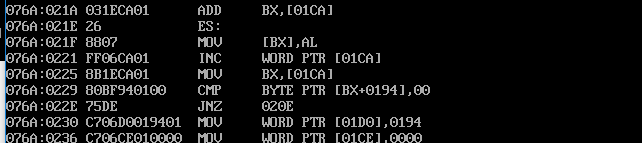 076A:021A 031ECA01 ADD BX,[01CA]
076A:021E 26 ES:
076A:021F 8807 MOV [BX],AL
076A:0221 FF06CA01 INC WORD PTR [01CA]
076A:0225 8B1ECA01 MOV BX,[01CA]
076A:0229 80BF940100 CMP BYTE PTR [BX+0194],00
076A:022E 75DE JNZ 020E
076A:0230 C706D0019401 MOV WORD PTR [01D0],0194
076A:0236 C706CE010000 MOV WORD PTR [01CE],0000